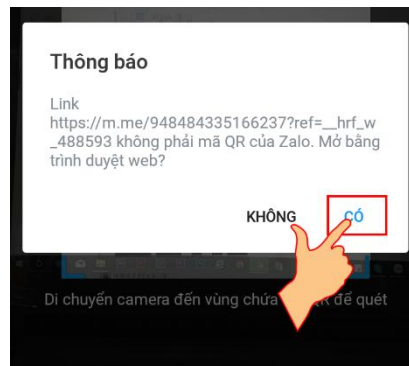 Thông báo
Link
https://m.me/948484335166237?ref=__hrf_w
_488593 không phải mã QR của Zalo. Mở bằng
trình duyệt web?
KHÔNG CÓ
Di chuyển camera đến vùng chứa QR để quét